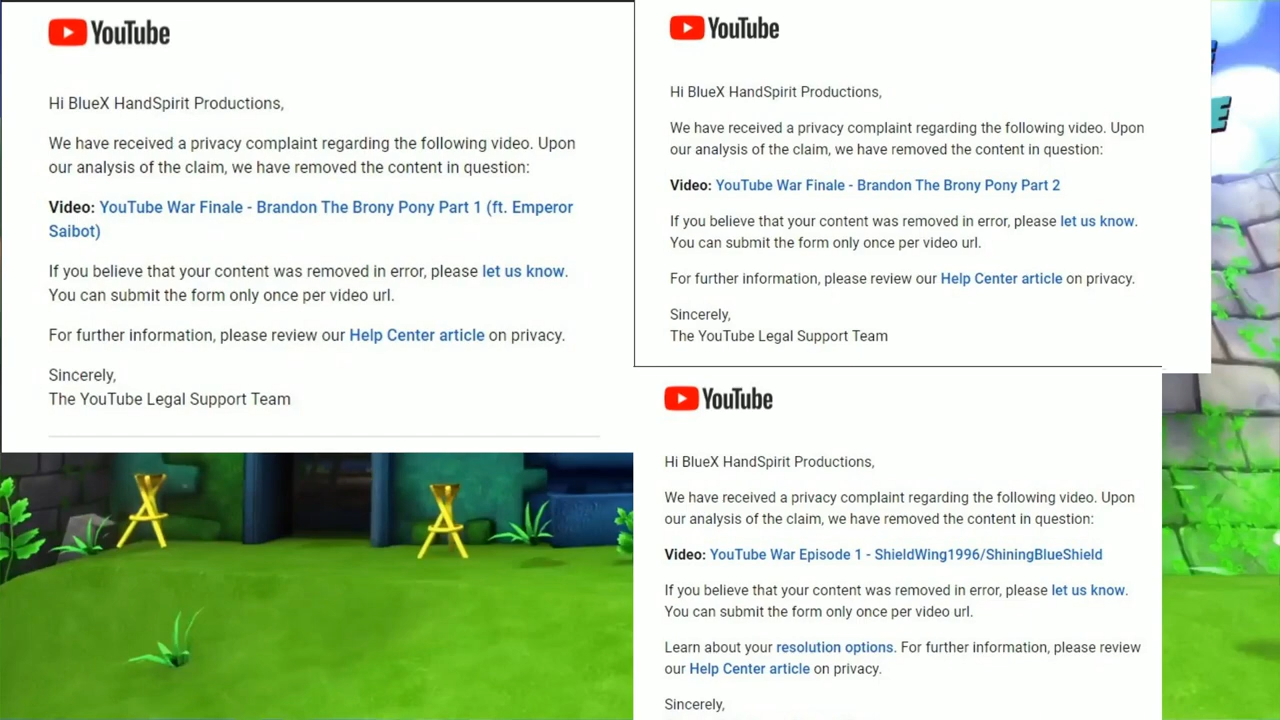 YouTube
Hi BlueX HandSpirit Productions,
We have received a privacy complaint regarding the following video. Upon
our analysis of the claim, we have removed the content in question:
Video: YouTube War Finale - Brandon The Brony Pony Part 1 (ft. Emperor
Saibot)
If you believe that your content was removed in error, please let us know.
You can submit the form only once per video url.
For further information, please review our Help Center article on privacy.
Sincerely,
The YouTube Legal Support Team
YouTube
Hi BlueX HandSpirit Productions,
We have received a privacy complaint regarding the following video. Upon
our analysis of the claim, we have removed the content in question:
Video: YouTube War Finale - Brandon The Brony Pony Part 2
If you believe that your content was removed in error, please let us know.
You can submit the form only once per video url.
For further information, please review our Help Center article on privacy.
Sincerely,
The YouTube Legal Support Team
YouTube
Hi BlueX HandSpirit Productions,
We have received a privacy complaint regarding the following video. Upon
our analysis of the claim, we have removed the content in question:
Video: YouTube War Episode 1 - ShieldWing1996/ShiningBlueShield
If you believe that your content was removed in error, please let us know.
You can submit the form only once per video url.
Learn about your resolution options. For further information, please review
our Help Center article on privacy.
Sincerely,